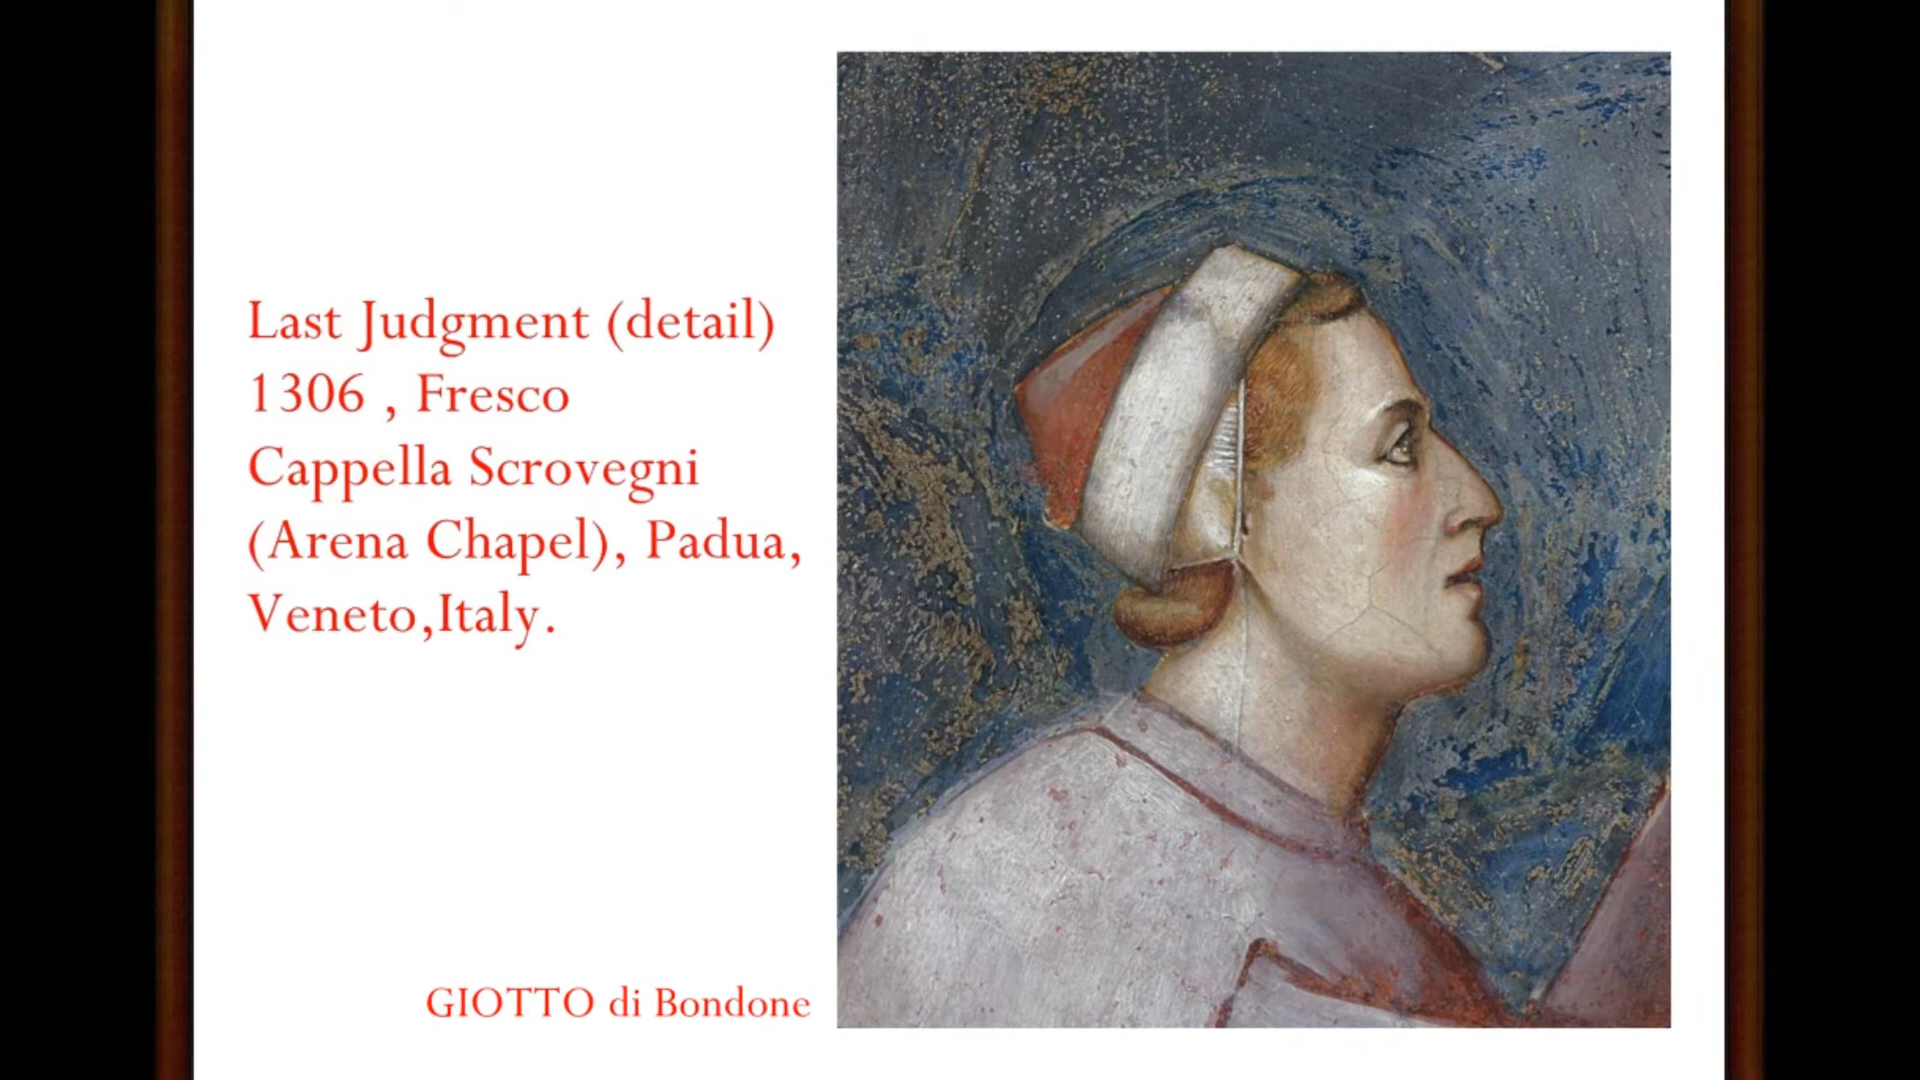 Last Judgment (detail)
1306 , Fresco
Cappella Scrovegni
(Arena Chapel), Padua,
Veneto,Italy.
GIOTTO di Bondone